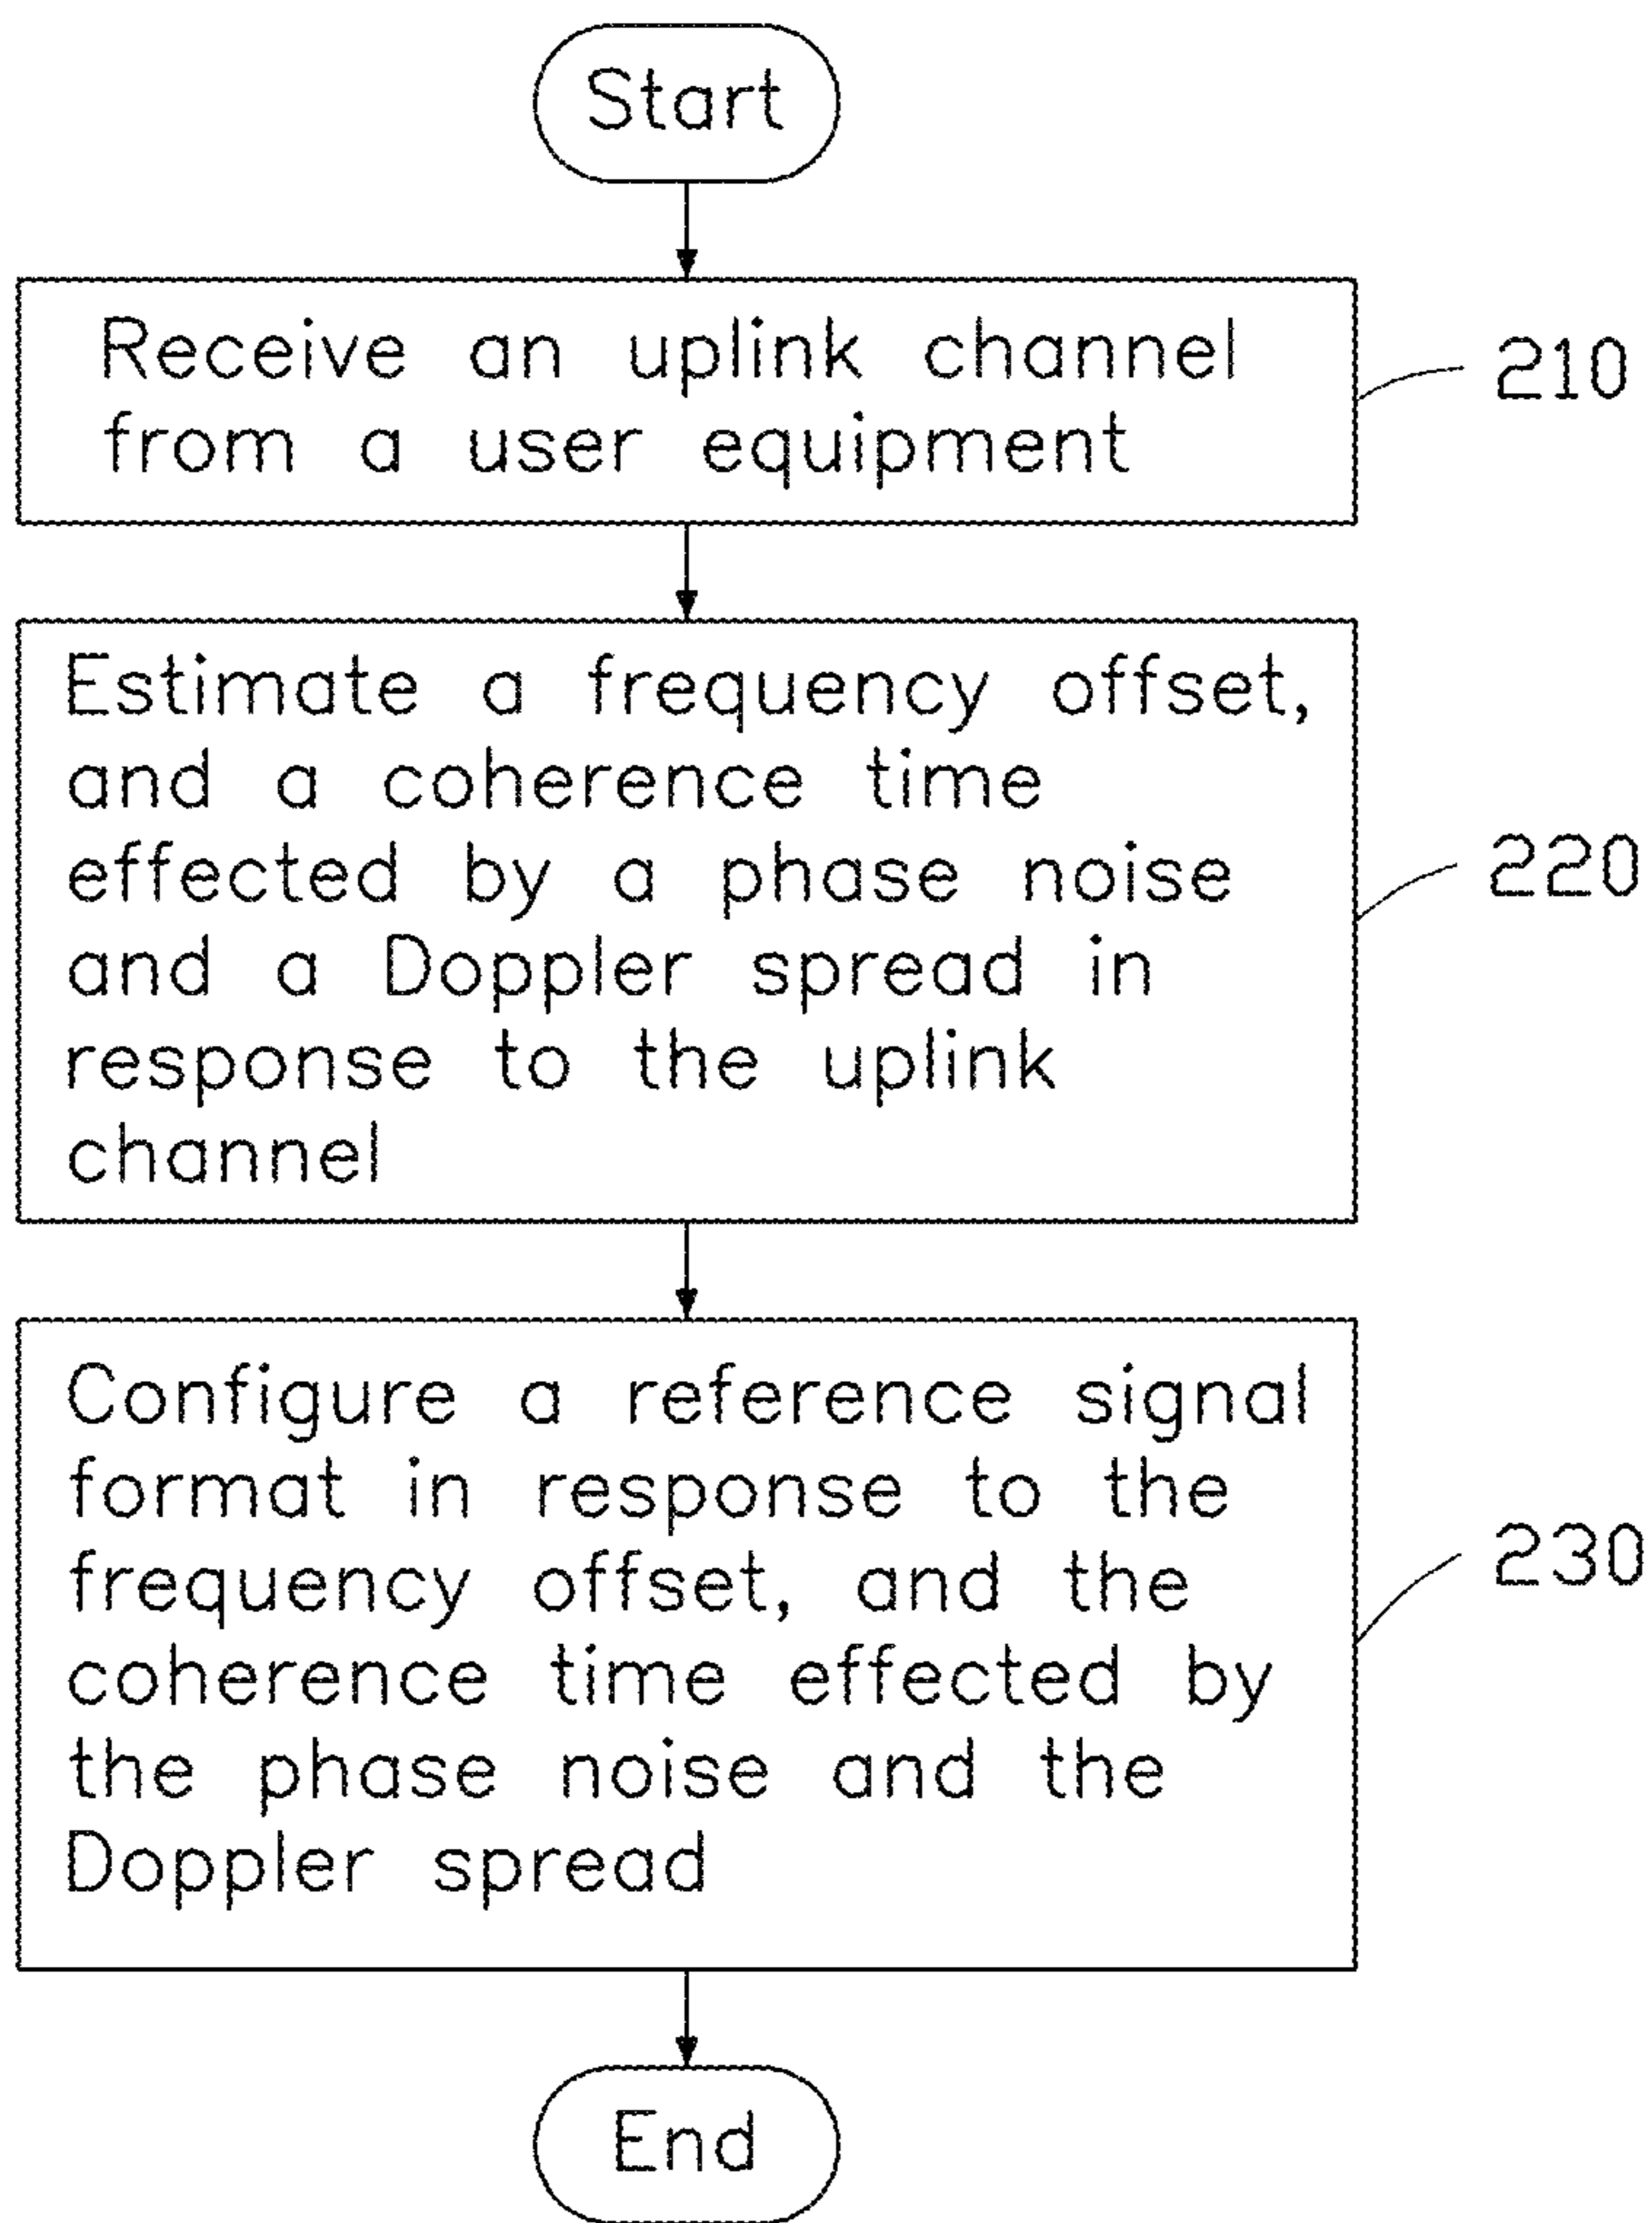 Start
Receive an uplink channel
from a user equipment
210
Estimate a frequency offset,
and a coherence time
effected by a phase noise
and a Doppler spread in
response to the uplink
channel
220
Configure a reference signal
format in response to the
frequency offset, and the
coherence time effected by
the phase noise and the
Doppler spread
230
End